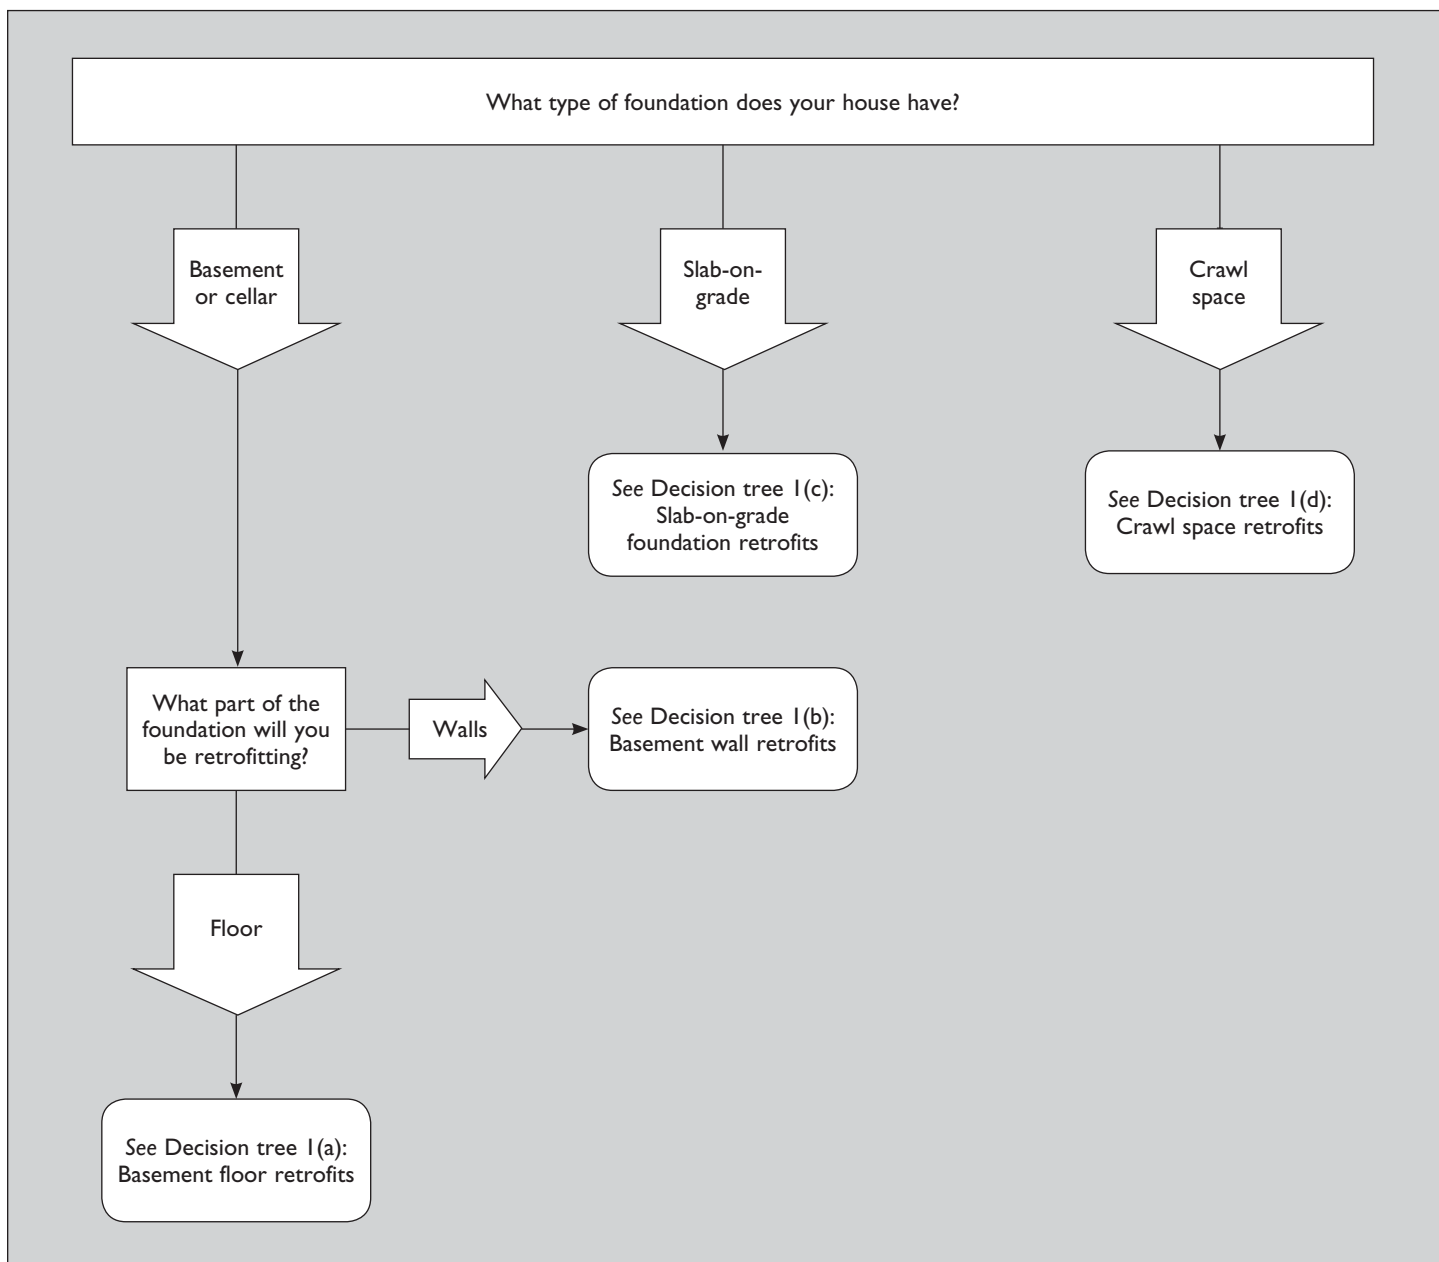 What type of foundation does your house have?
Basement
or cellar
Slab-on-
grade
Crawl
space
See Decision tree 1(c):
Slab-on-grade
foundation retrofits
See Decision tree 1(d):
Crawl space retrofits
What part of the
foundation will you
be retrofitting?
Walls
See Decision tree 1(b):
Basement wall retrofits
Floor
See Decision tree 1(a):
Basement floor retrofits